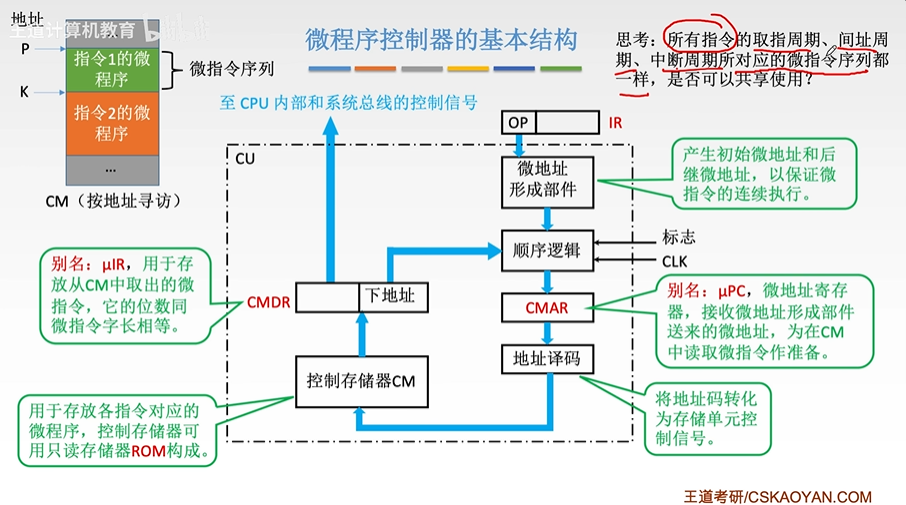 地址
王道计算机教育
微程序控制器的基本结构
思考：所有指令的取指周期、间址周
期、中断周期所对应的微指令序列都
一样，是否可以共享使用？
P
指令1的微
程序
微指令序列
K
指令2的微
程序
...
CM（按地址寻访）
至 CPU 内部和系统总线的控制信号
OP
IR
CU
微地址
形成部件
产生初始微地址和后
继微地址，以保证微
指令的连续执行。
顺序逻辑
标志
CLK
别名：μIR，用于存
放从CM中取出的微
指令，它的位数同
微指令字长相等。
CMDR
下地址
CMAR
别名：μPC，微地址寄存
器，接收微地址形成部件
送来的微地址，为在CM
中读取微指令作准备。
地址译码
控制存储器CM
用于存放各指令对应的
微程序，控制存储器可
用只读存储器ROM构成。
将地址码转化
为存储单元控
制信号。
王道考研/CSKAOYAN.COM